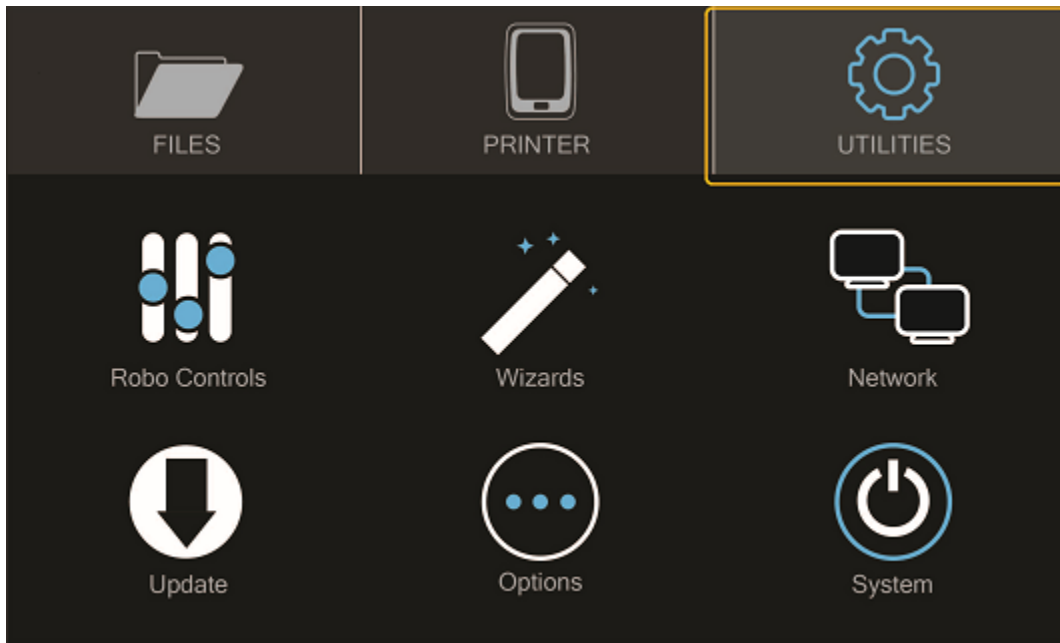 FILES
PRINTER
UTILITIES
Robo Controls
Wizards
Network
Update
Options
System